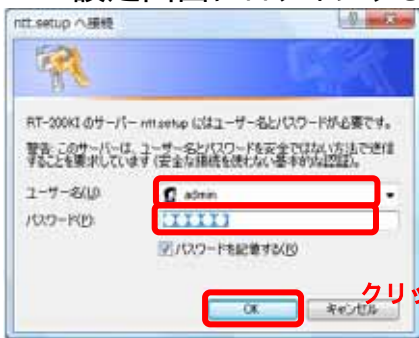 ntt.setup へ接続
RT-200KI のサーバー ntt.setup にはユーザー名とパスワードが必要です。
警告: このサーバーは、ユーザー名とパスワードを安全ではない方法で送信
することを要求しています (安全な接続を使わない基本的な認証)。
ユーザー名(U):
admin
パスワード(P):
パスワードを記憶する(R)
クリッ
OK
キャンセル